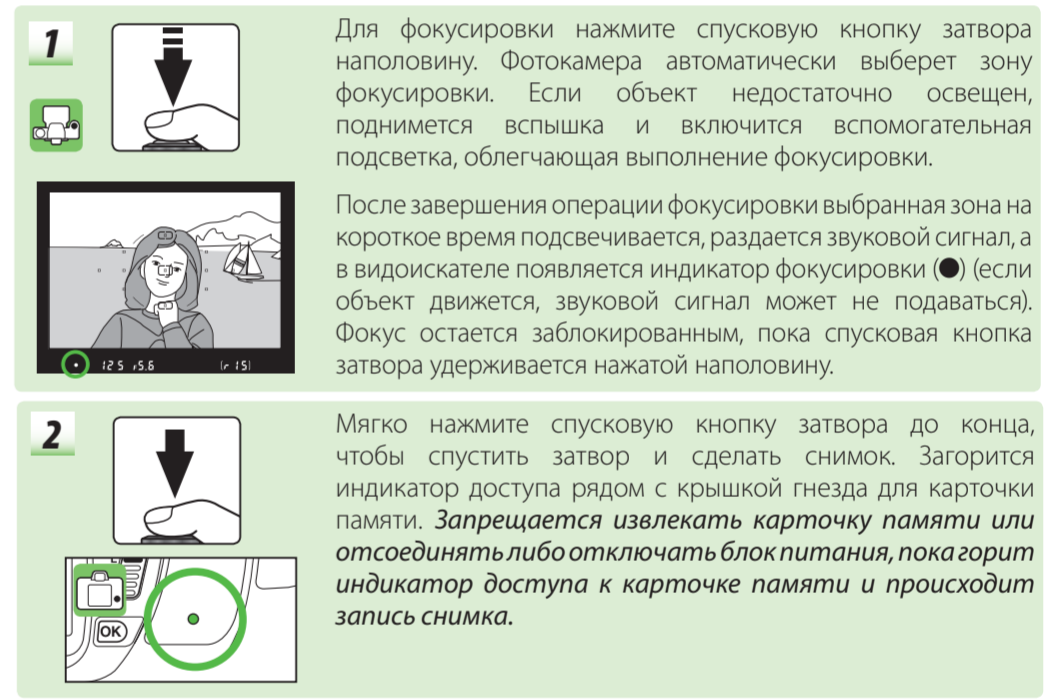 1
Для фокусировки нажмите спусковую кнопку затвора
наполовину. Фотокамера автоматически выберет зону
фокусировки. Если объект недостаточно освещен,
поднимется вспышка и включится вспомогательная
подсветка, облегчающая выполнение фокусировки.
После завершения операции фокусировки выбранная зона на
короткое время подсвечивается, раздается звуковой сигнал, а
в видоискателе появляется индикатор фокусировки (●) (если
объект движется, звуковой сигнал может не подаваться).
Фокус остается заблокированным, пока спусковая кнопка
затвора удерживается нажатой наполовину.
● 125 F5.6 (r 15)
2
Мягко нажмите спусковую кнопку затвора до конца,
чтобы спустить затвор и сделать снимок. Загорится
индикатор доступа рядом с крышкой гнезда для карточки
памяти. Запрещается извлекать карточку памяти или
отсоединять либо отключать блок питания, пока горит
индикатор доступа к карточке памяти и происходит
запись снимка.
OK